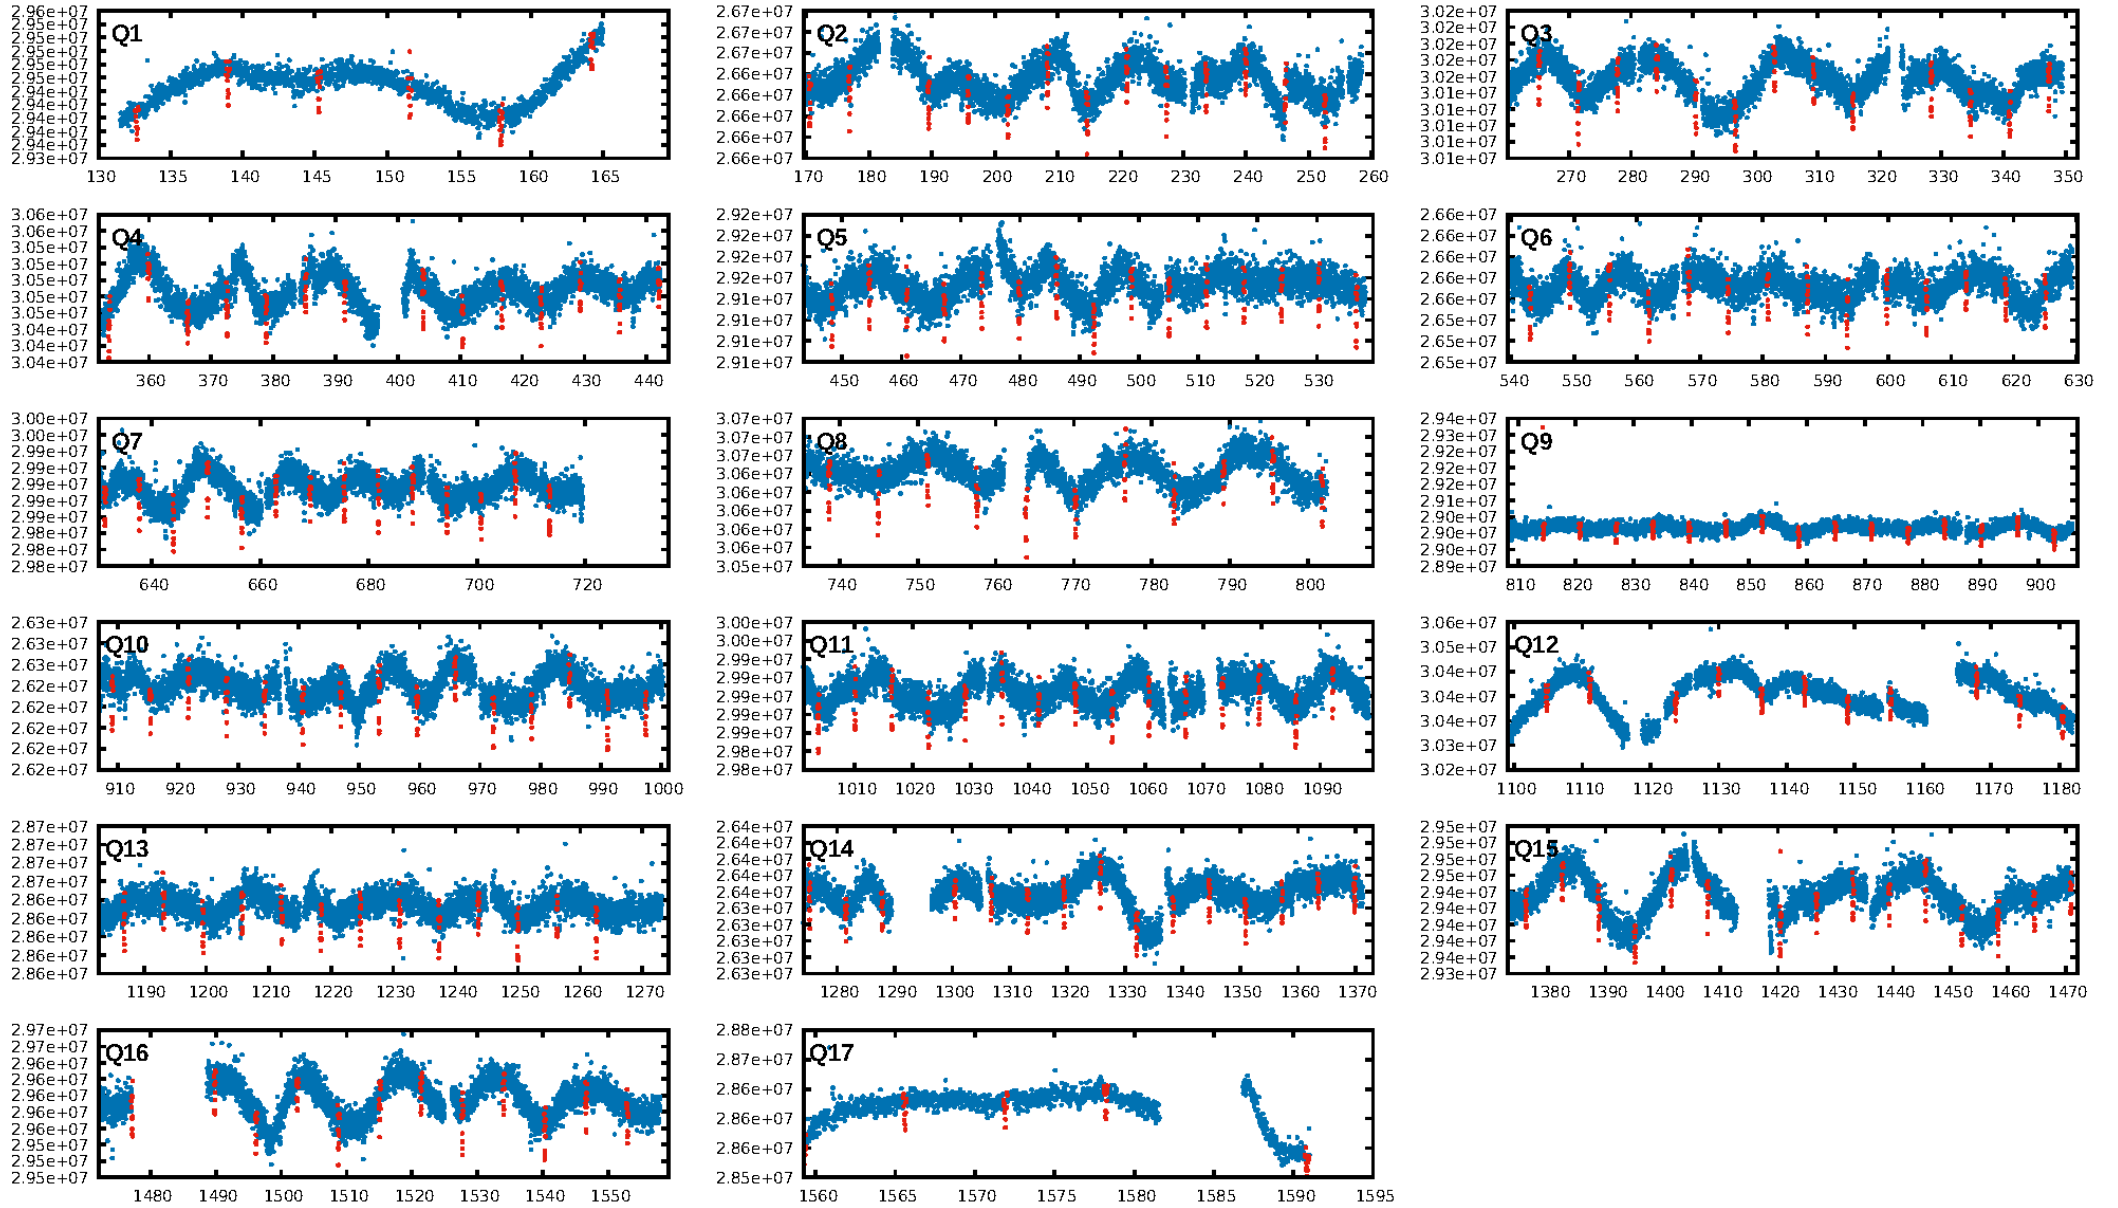 2.96e+07
2.95e+07
2.95e+07
2.95e+07
2.95e+07
2.95e+07
2.94e+07
2.94e+07
2.94e+07
2.94e+07
2.94e+07
2.93e+07
Q1
130 135 140 145 150 155 160 165
2.67e+07
2.67e+07
2.67e+07
2.66e+07
2.66e+07
2.66e+07
2.66e+07
2.66e+07
Q2
170 180 190 200 210 220 230 240 250 260
3.02e+07
3.02e+07
3.02e+07
3.02e+07
3.02e+07
3.01e+07
3.01e+07
3.01e+07
3.01e+07
3.01e+07
Q3
270 280 290 300 310 320 330 340 350
3.06e+07
3.06e+07
3.05e+07
3.05e+07
3.05e+07
3.05e+07
3.05e+07
3.04e+07
3.04e+07
3.04e+07
Q4
360 370 380 390 400 410 420 430 440
2.92e+07
2.92e+07
2.92e+07
2.92e+07
2.91e+07
2.91e+07
2.91e+07
2.91e+07
Q5
450 460 470 480 490 500 510 520 530
2.66e+07
2.66e+07
2.66e+07
2.66e+07
2.66e+07
2.65e+07
2.65e+07
2.65e+07
Q6
540 550 560 570 580 590 600 610 620 630
3.00e+07
3.00e+07
2.99e+07
2.99e+07
2.99e+07
2.99e+07
2.99e+07
2.98e+07
2.98e+07
2.98e+07
Q7
640 660 680 700 720
3.07e+07
3.07e+07
3.07e+07
3.06e+07
3.06e+07
3.06e+07
3.06e+07
3.06e+07
3.05e+07
Q8
740 750 760 770 780 790 800
2.94e+07
2.93e+07
2.93e+07
2.92e+07
2.92e+07
2.91e+07
2.90e+07
2.90e+07
2.90e+07
2.89e+07
Q9
810 820 830 840 850 860 870 880 890 900
2.63e+07
2.63e+07
2.63e+07
2.62e+07
2.62e+07
2.62e+07
2.62e+07
2.62e+07
Q10
910 920 930 940 950 960 970 980 990 1000
3.00e+07
3.00e+07
2.99e+07
2.99e+07
2.99e+07
2.99e+07
2.99e+07
2.98e+07
2.98e+07
Q11
1010 1020 1030 1040 1050 1060 1070 1080 1090
3.06e+07
3.05e+07
3.04e+07
3.04e+07
3.04e+07
3.03e+07
3.02e+07
Q12
1100 1110 1120 1130 1140 1150 1160 1170 1180
2.87e+07
2.87e+07
2.87e+07
2.87e+07
2.86e+07
2.86e+07
2.86e+07
2.86e+07
2.86e+07
Q13
1190 1200 1210 1220 1230 1240 1250 1260 1270
2.64e+07
2.64e+07
2.64e+07
2.64e+07
2.64e+07
2.63e+07
2.63e+07
2.63e+07
2.63e+07
2.63e+07
Q14
1280 1290 1300 1310 1320 1330 1340 1350 1360 1370
2.95e+07
2.95e+07
2.95e+07
2.94e+07
2.94e+07
2.94e+07
2.94e+07
2.94e+07
2.94e+07
2.93e+07
Q15
1380 1390 1400 1410 1420 1430 1440 1450 1460 1470
2.97e+07
2.97e+07
2.96e+07
2.96e+07
2.96e+07
2.96e+07
2.96e+07
2.95e+07
2.95e+07
2.95e+07
Q16
1480 1490 1500 1510 1520 1530 1540 1550
2.88e+07
2.87e+07
2.86e+07
2.86e+07
2.86e+07
2.85e+07
Q17
1560 1565 1570 1575 1580 1585 1590 1595